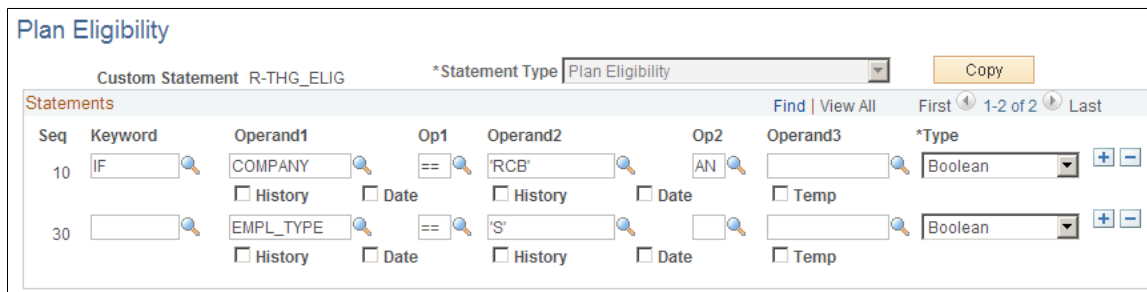 Plan Eligibility
Custom Statement R-THG_ELIG *Statement Type Plan Eligibility Copy
Statements Find | View All First 1-2 of 2 Last
Seq Keyword Operand1 Op1 Operand2 Op2 Operand3 *Type
10 IF COMPANY == 'RCB' AN Boolean
History Date History Date Temp
30 EMPL_TYPE == 'S' Boolean
History Date History Date Temp